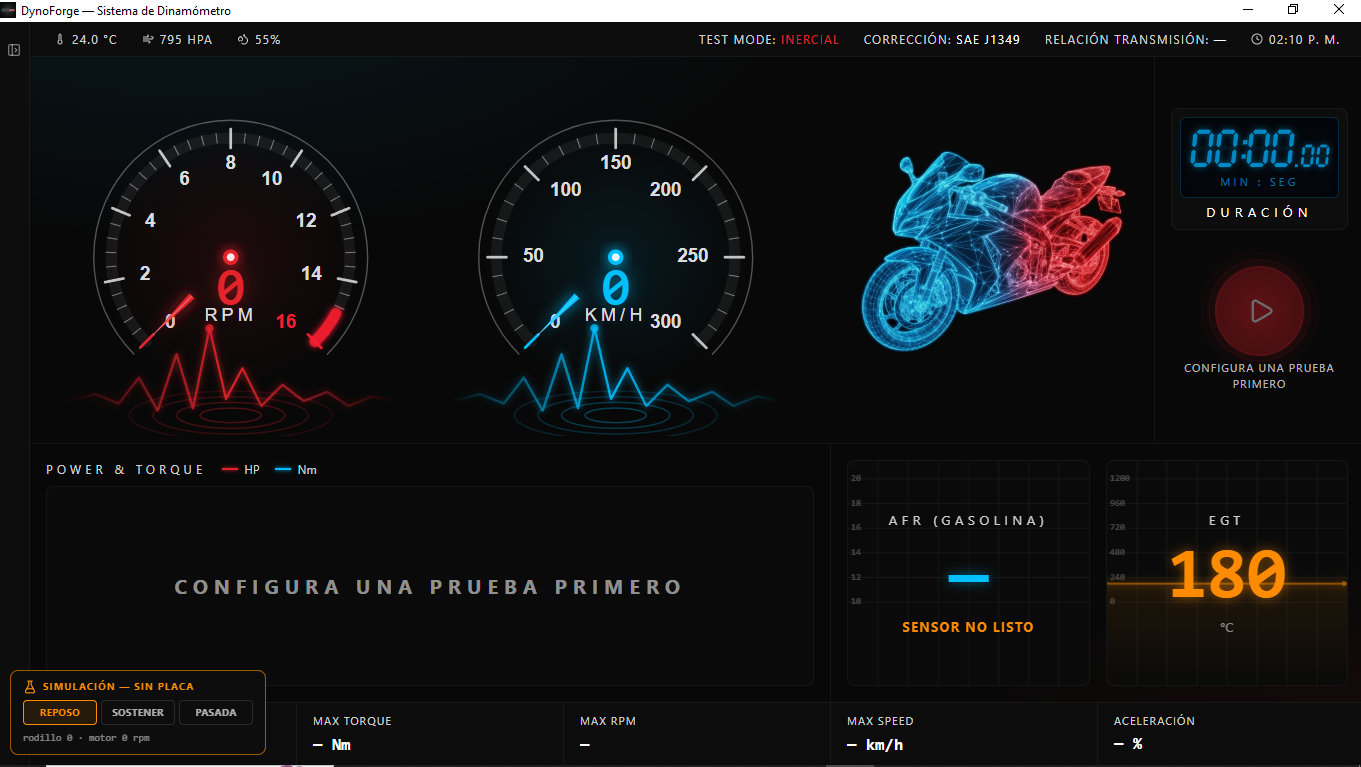 DynoForge — Sistema de Dinamómetro
24.0 °C
795 HPA
55%
TEST MODE: INERCIAL
CORRECCIÓN: SAE J1349
RELACIÓN TRANSMISIÓN: —
02:10 P. M.
0
2
4
6
8
10
12
14
16
0
RPM
0
50
100
150
200
250
300
0
KM/H
00:00.00
MIN : SEG
DURACIÓN
CONFIGURA UNA PRUEBA
PRIMERO
POWER & TORQUE
HP
Nm
CONFIGURA UNA PRUEBA PRIMERO
20
18
16
14
12
10
AFR (GASOLINA)
—
SENSOR NO LISTO
1200
960
720
480
240
0
EGT
180
°C
SIMULACIÓN — SIN PLACA
REPOSO
SOSTENER
PASADA
rodillo 0 · motor 0 rpm
MAX TORQUE
— Nm
MAX RPM
—
MAX SPEED
— km/h
ACELERACIÓN
— %